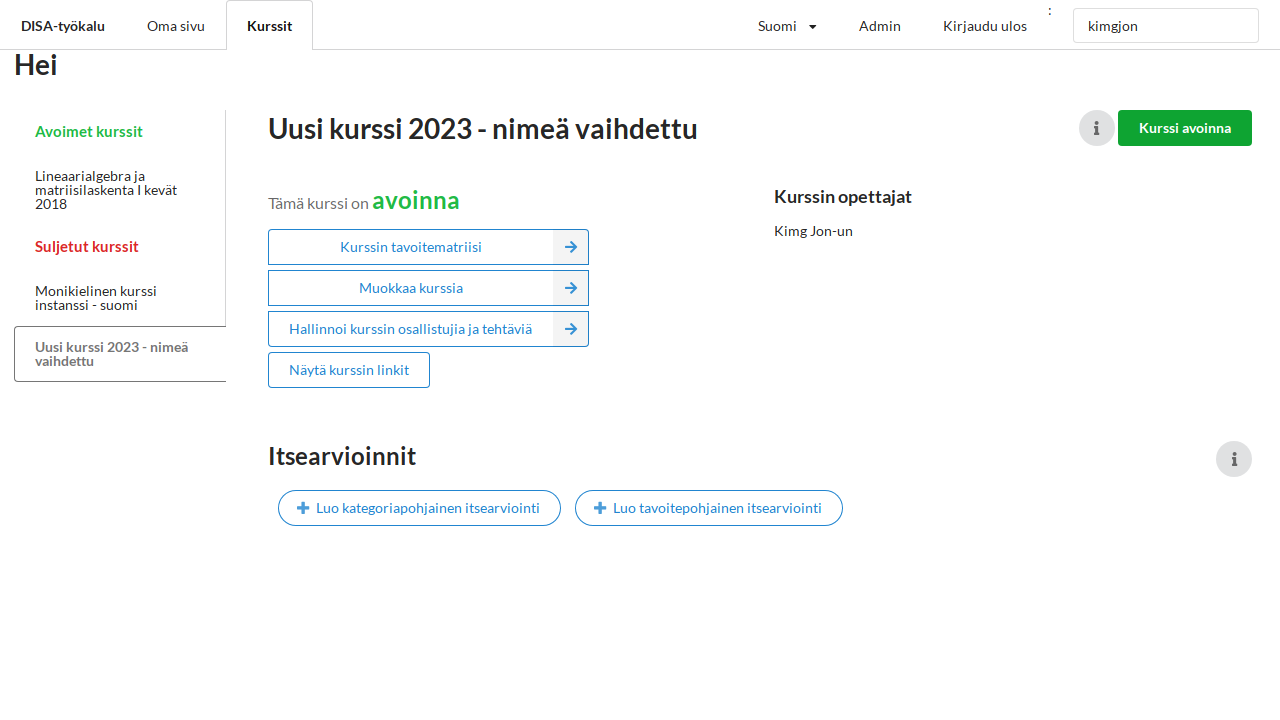 DISA-työkalu
Oma sivu
Kurssit
Suomi
Admin
Kirjaudu ulos
:
kimgjon
Hei
Avoimet kurssit
Lineaarialgebra ja
matriisilaskenta I kevät
2018
Suljetut kurssit
Monikielinen kurssi
instanssi - suomi
Uusi kurssi 2023 - nimeä
vaihdettu
Uusi kurssi 2023 - nimeä vaihdettu
Kurssi avoinna
Tämä kurssi on avoinna
Kurssin tavoitematriisi
Muokkaa kurssia
Hallinnoi kurssin osallistujia ja tehtäviä
Näytä kurssin linkit
Kurssin opettajat
Kimg Jon-un
Itsearvioinnit
Luo kategoriapohjainen itsearviointi
Luo tavoitepohjainen itsearviointi